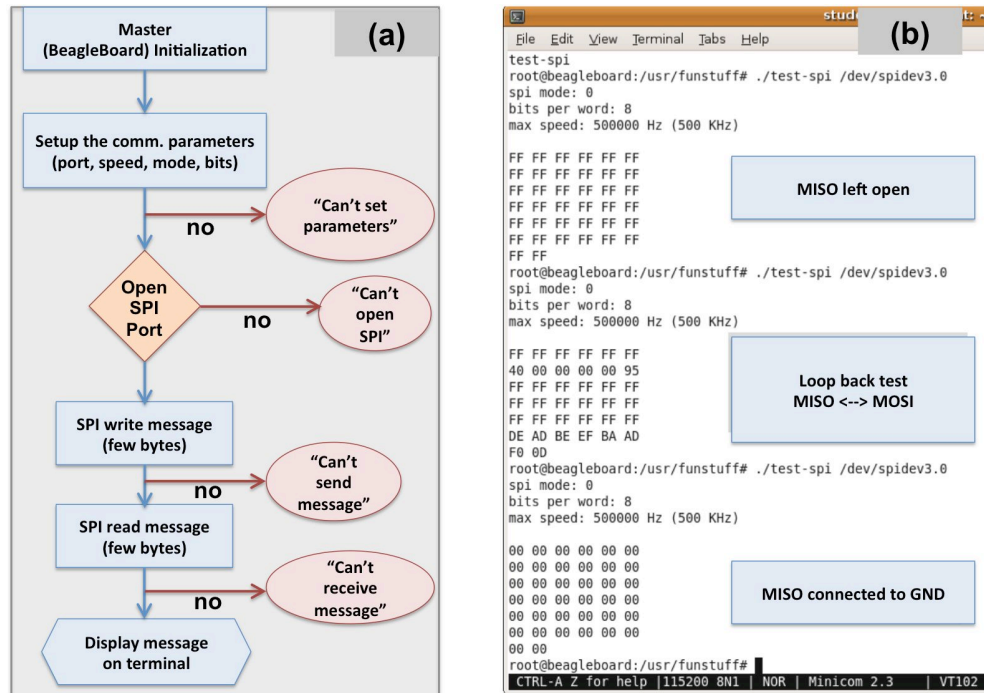 (a)
Master
(BeagleBoard) Initialization
Setup the comm. parameters
(port, speed, mode, bits)
no
“Can’t set
parameters”
Open
SPI
Port
no
“Can’t
open
SPI”
SPI write message
(few bytes)
no
“Can’t
send
message”
SPI read message
(few bytes)
no
“Can’t
receive
message”
Display message
on terminal
(b)
File Edit View Terminal Tabs Help
test-spi
root@beagleboard:/usr/funstuff# ./test-spi /dev/spidev3.0
spi mode: 0
bits per word: 8
max speed: 500000 Hz (500 KHz)
FF FF FF FF FF FF
FF FF FF FF FF FF
FF FF FF FF FF FF
FF FF FF FF FF FF
FF FF FF FF FF FF
FF FF FF FF FF FF
FF FF
MISO left open
root@beagleboard:/usr/funstuff# ./test-spi /dev/spidev3.0
spi mode: 0
bits per word: 8
max speed: 500000 Hz (500 KHz)
FF FF FF FF FF FF
40 00 00 00 00 95
FF FF FF FF FF FF
FF FF FF FF FF FF
FF FF FF FF FF FF
DE AD BE EF BA AD
F0 0D
Loop back test
MISO <--> MOSI
root@beagleboard:/usr/funstuff# ./test-spi /dev/spidev3.0
spi mode: 0
bits per word: 8
max speed: 500000 Hz (500 KHz)
00 00 00 00 00 00
00 00 00 00 00 00
00 00 00 00 00 00
00 00 00 00 00 00
00 00 00 00 00 00
00 00 00 00 00 00
00 00
MISO connected to GND
root@beagleboard:/usr/funstuff#
CTRL-A Z for help |115200 8N1 | NOR | Minicom 2.3 | VT102